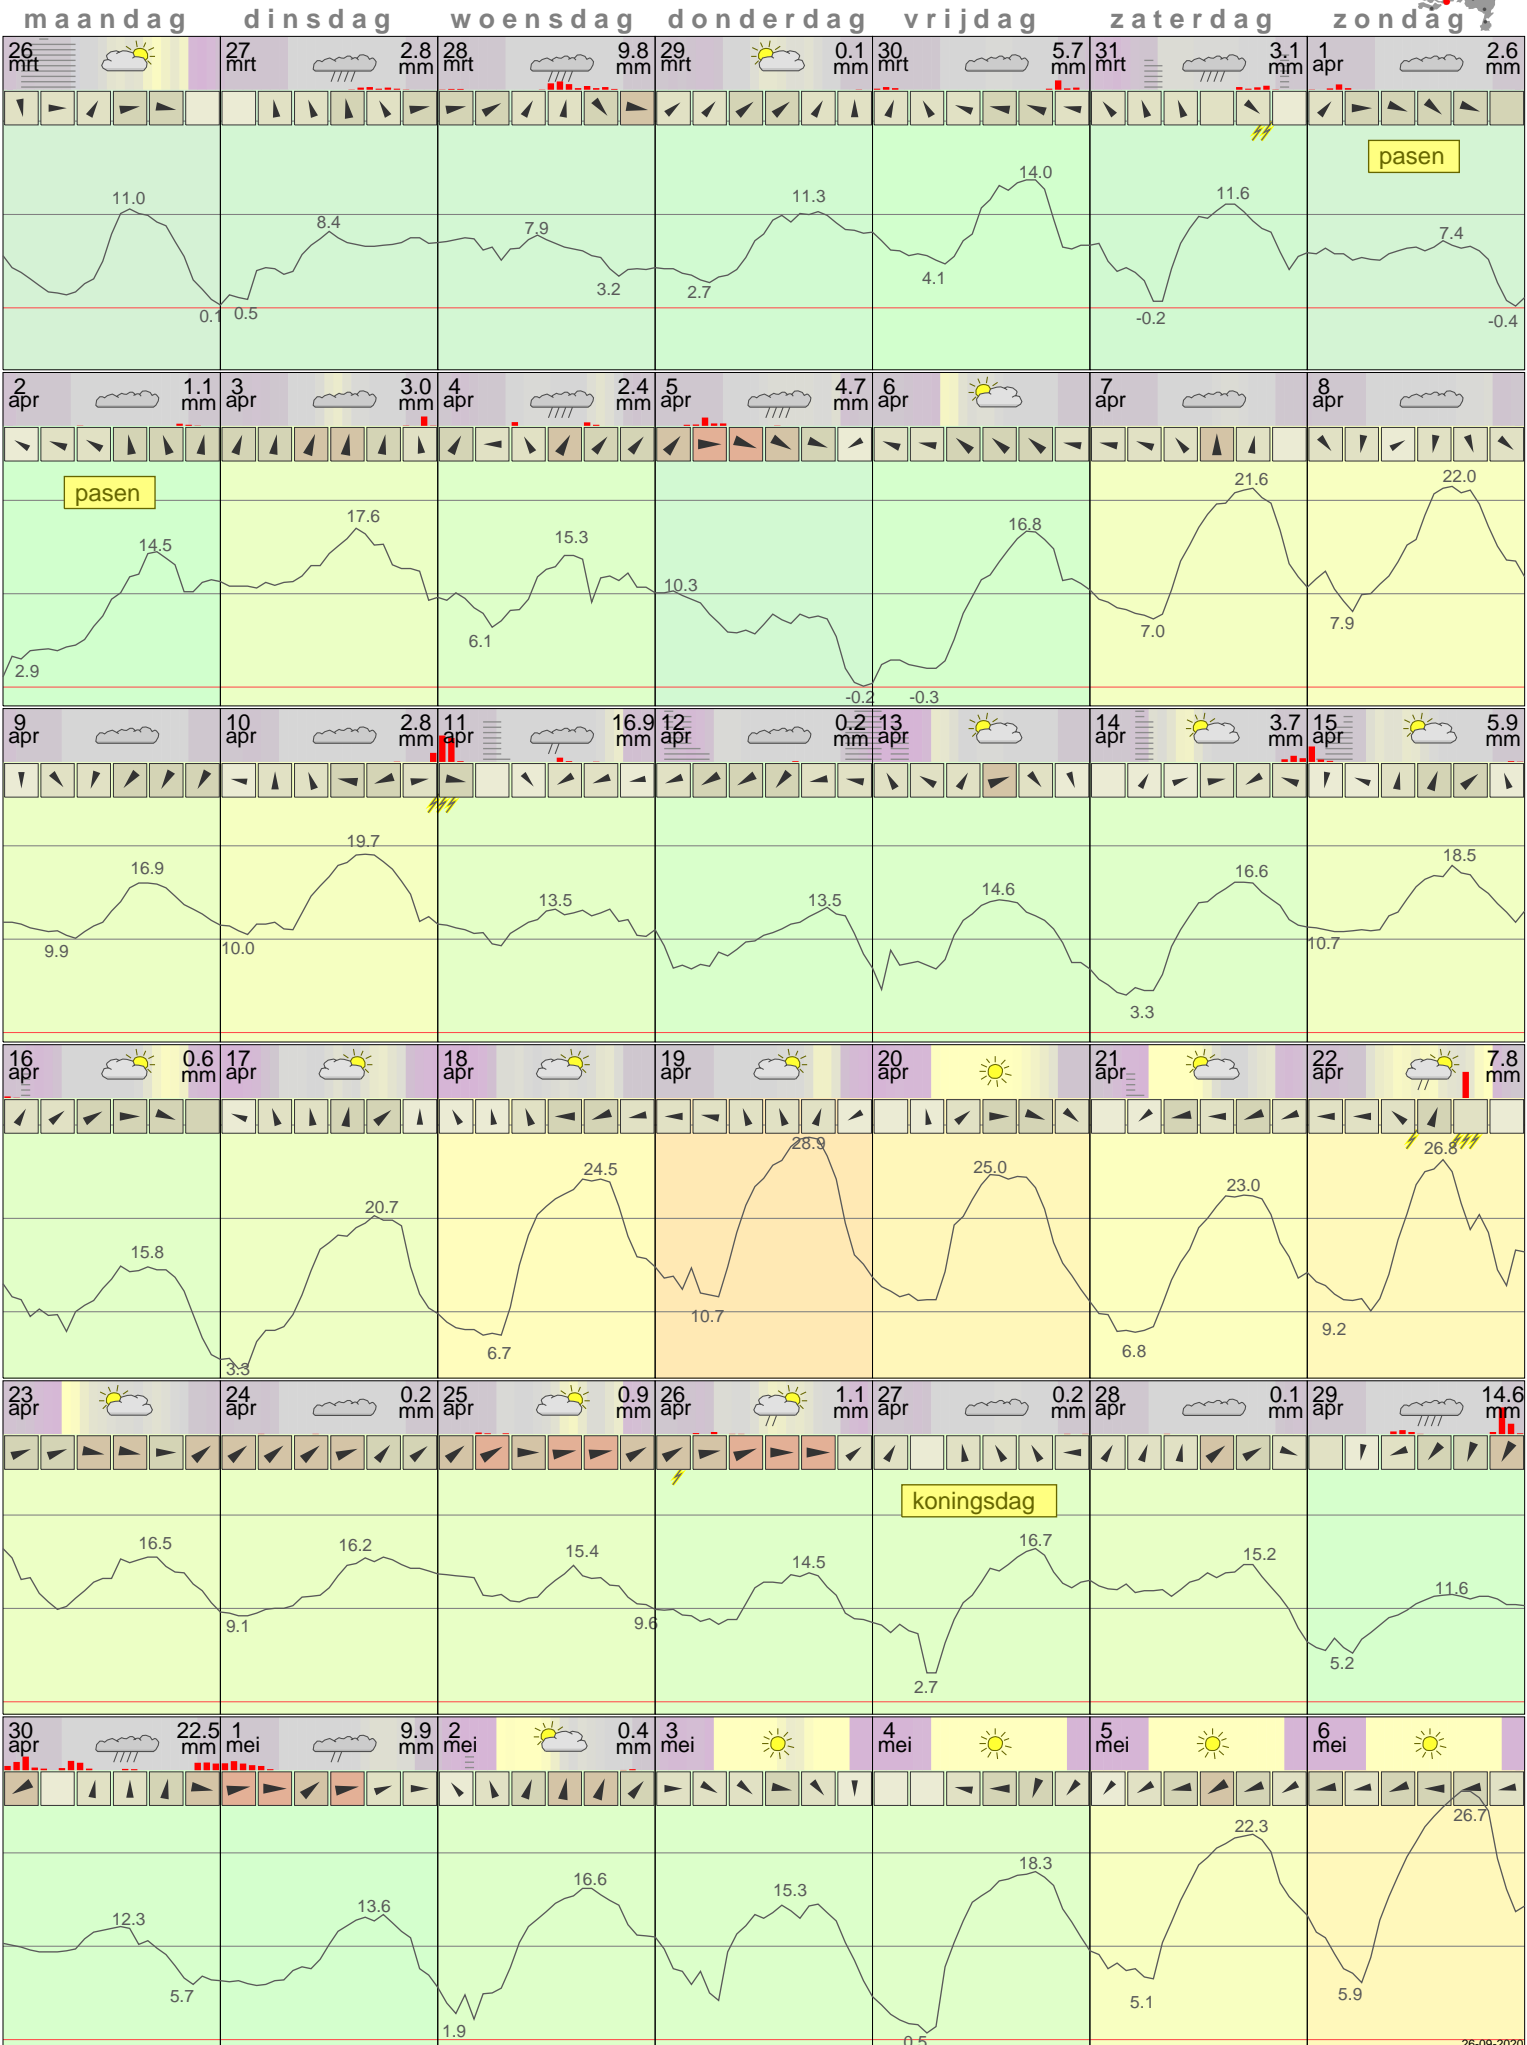 maandag dinsdag woensdag donderdag vrijdag zaterdag zondag
26 27 2.8 28 9.8 29 0.1 30 5.7 31 3.1 1 2.6
mrt mrt mm mrt mm mrt mm mrt mm mrt mm apr mm
pasen
11.0 8.4 7.9 11.3 14.0 11.6 7.4
0.1 0.5 3.2 2.7 4.1 -0.2 -0.4
2 1.1 3 3.0 4 2.4 5 4.7 6 7 8
apr mm apr mm apr mm apr mm apr apr apr
pasen
14.5 17.6 15.3 10.3 16.8 21.6 22.0
2.9 6.1 -0.2 -0.3 7.0 7.9
9 10 2.8 11 16.9 12 0.2 13 14 3.7 15 5.9
apr apr mm apr mm apr mm apr apr mm apr mm
16.9 19.7 13.5 13.5 14.6 16.6 18.5
9.9 10.0 3.3 10.7
16 0.6 17 18 19 20 21 22 7.8
apr mm apr apr apr apr apr apr mm
15.8 20.7 24.5 28.9 25.0 23.0 26.8
3.3 6.7 10.7 6.8 9.2
23 24 0.2 25 0.9 26 1.1 27 0.2 28 0.1 29 14.6
apr apr mm apr mm apr mm apr mm apr mm apr mm
koningsdag
16.5 16.2 15.4 14.5 16.7 15.2 11.6
9.1 9.6 2.7 5.2
30 22.5 1 9.9 2 0.4 3 4 5 6
apr mm mei mm mei mm mei mei mei mei
12.3 13.6 16.6 15.3 18.3 22.3 26.7
5.7 1.9 0.5 5.1 5.9
26-09-2020